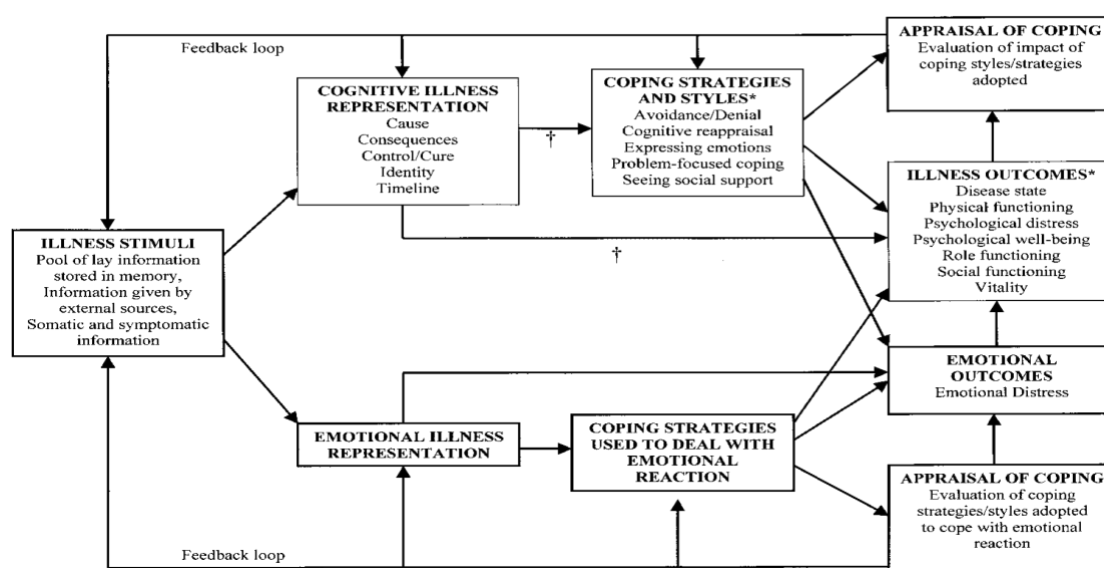 Feedback loop
APPRAISAL OF COPING
Evaluation of impact of
coping styles/strategies
adopted
COGNITIVE ILLNESS
REPRESENTATION
Cause
Consequences
Control/Cure
Identity
Timeline
†
COPING STRATEGIES
AND STYLES*
Avoidance/Denial
Cognitive reappraisal
Expressing emotions
Problem-focused coping
Seeing social support
ILLNESS OUTCOMES*
Disease state
Physical functioning
Psychological distress
Psychological well-being
Role functioning
Social functioning
Vitality
†
ILLNESS STIMULI
Pool of lay information
stored in memory,
Information given by
external sources,
Somatic and symptomatic
information
EMOTIONAL
OUTCOMES
Emotional Distress
EMOTIONAL ILLNESS
REPRESENTATION
COPING STRATEGIES
USED TO DEAL WITH
EMOTIONAL
REACTION
APPRAISAL OF COPING
Evaluation of coping
strategies/styles adopted
to cope with emotional
reaction
Feedback loop